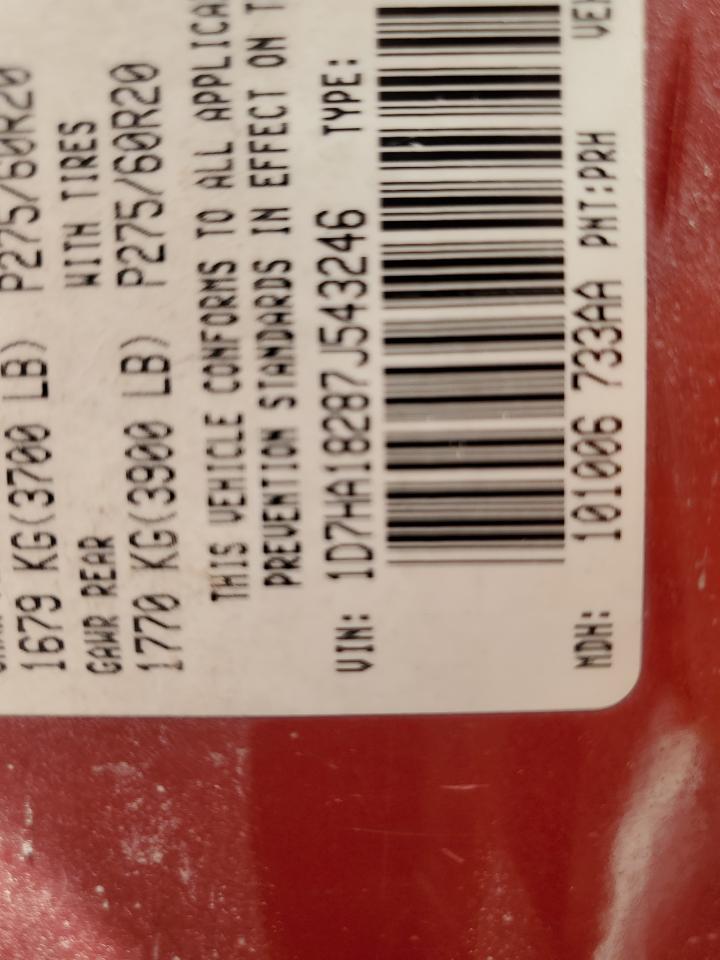 1679 KG(3700 LB) P275/60R20
GAWR REAR WITH TIRES
1770 KG(3900 LB) P275/60R20
THIS VEHICLE CONFORMS TO ALL APPLICA
PREVENTION STANDARDS IN EFFECT ON T
VIN: 1D7HA18287J543246 TYPE:
MDH: 101006 733AA PNT:PRH VE